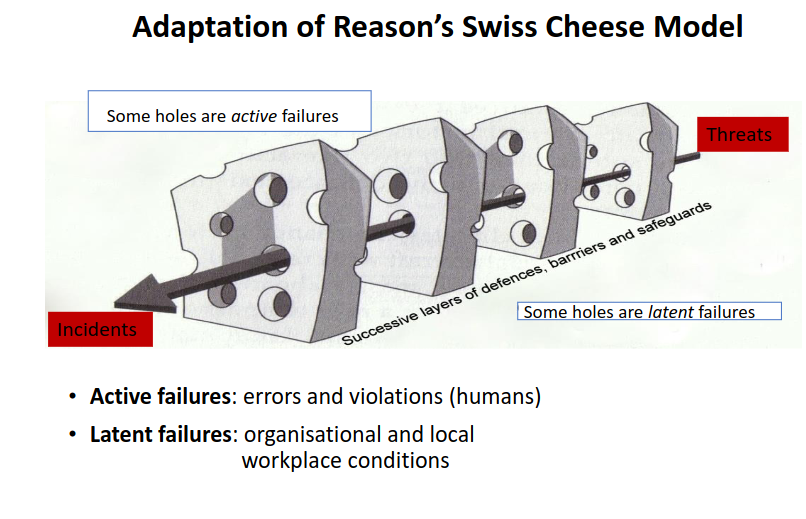 Adaptation of Reason’s Swiss Cheese Model
Some holes are active failures
Threats
Successive layers of defences, barrriers and safeguards
Some holes are latent failures
Incidents
• Active failures: errors and violations (humans)
• Latent failures: organisational and local
workplace conditions